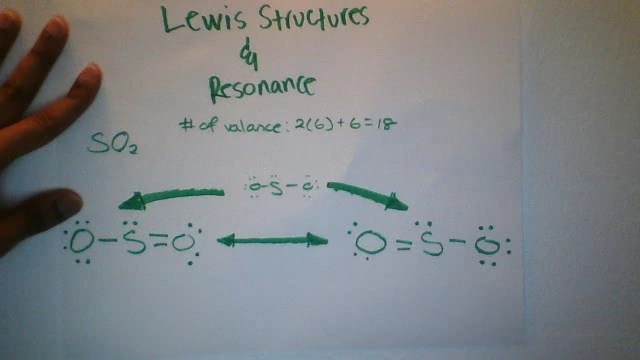 Lewis Structures
&
Resonance
# of valance: 2(6) + 6 = 18
SO₂
:Ö-S̈-Ö:
:Ö̤-S̈=O
O=S̈-Ö̤: